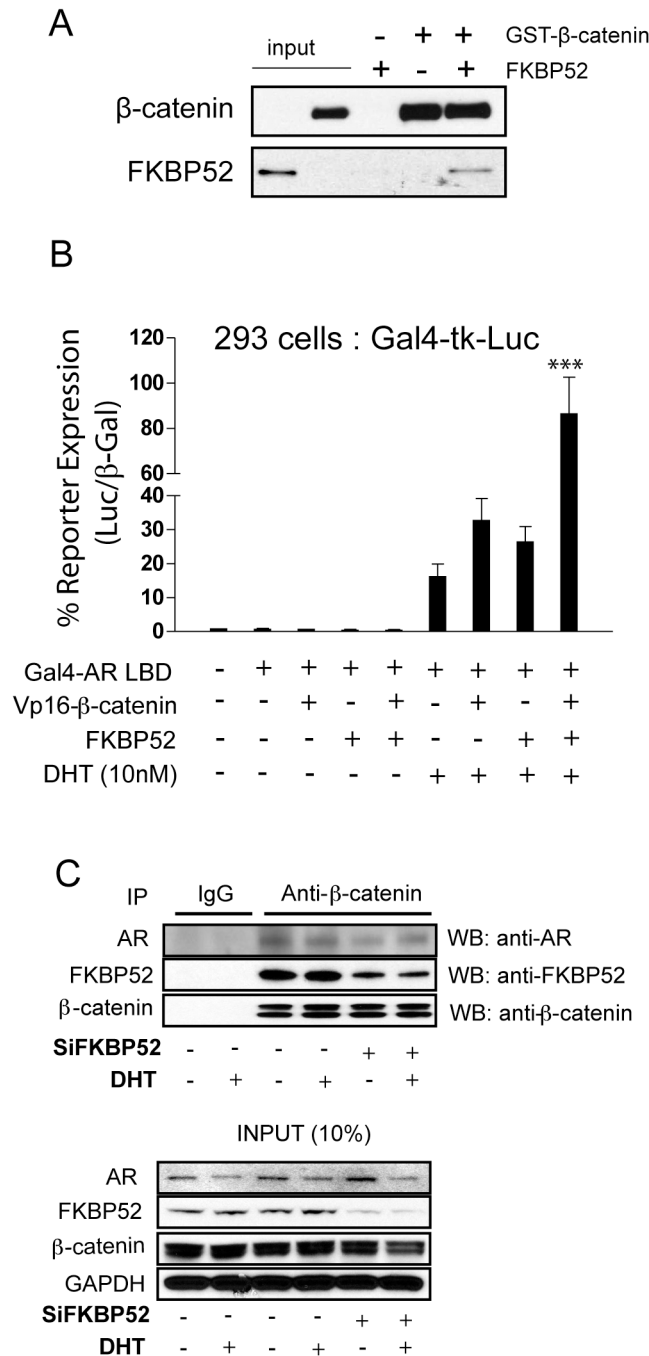 A
input - + + GST-β-catenin
+ - + FKBP52
β-catenin
FKBP52
B
293 cells : Gal4-tk-Luc
% Reporter Expression
(Luc/β-Gal)
120
100
80
60
40
30
20
10
0
***
Gal4-AR LBD - + + + + + + + +
Vp16-β-catenin - - + - + - + - +
FKBP52 - - - + + - - + +
DHT (10nM) - - - - - + + + +
C
IP IgG Anti-β-catenin
AR WB: anti-AR
FKBP52 WB: anti-FKBP52
β-catenin WB: anti-β-catenin
SiFKBP52 - - - - + +
DHT - + - + - +
INPUT (10%)
AR
FKBP52
β-catenin
GAPDH
SiFKBP52 - - - - + +
DHT - + - + - +